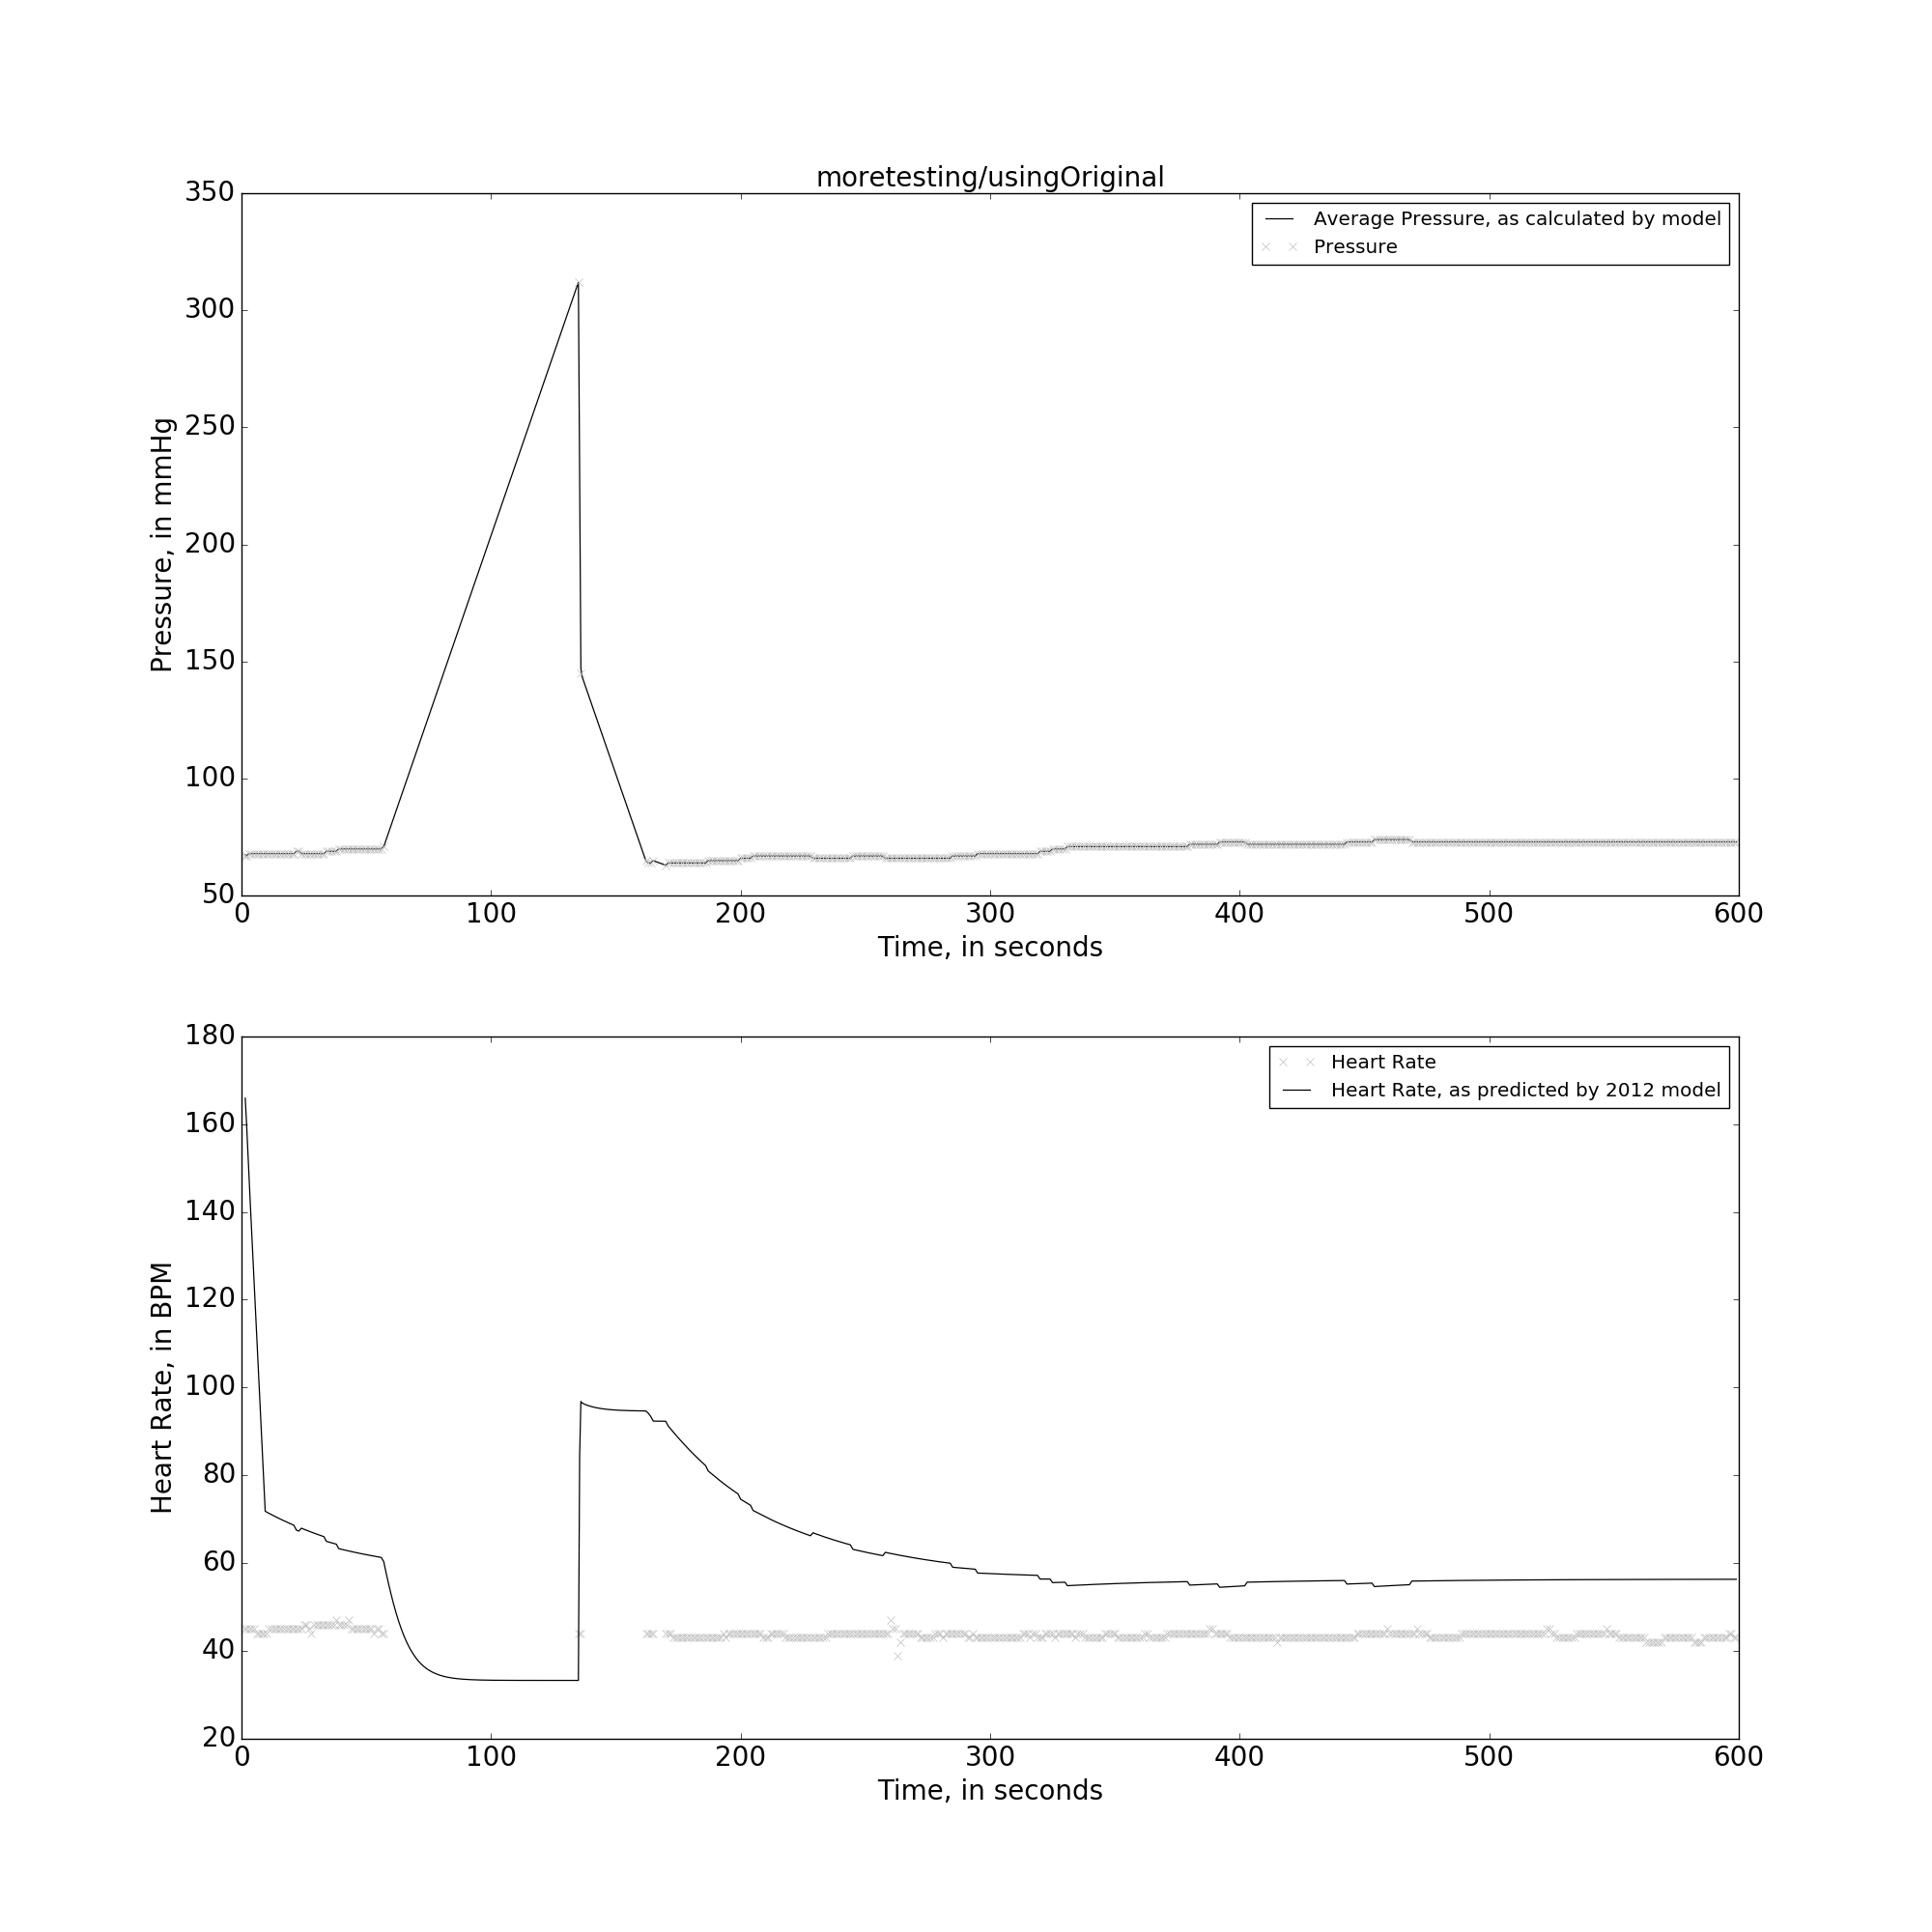 moretesting/usingOriginal
350
300
250
200
150
100
50
Pressure, in mmHg
Average Pressure, as calculated by model
Pressure
0 100 200 300 400 500 600
Time, in seconds
180
160
140
120
100
80
60
40
20
Heart Rate, in BPM
Heart Rate
Heart Rate, as predicted by 2012 model
0 100 200 300 400 500 600
Time, in seconds